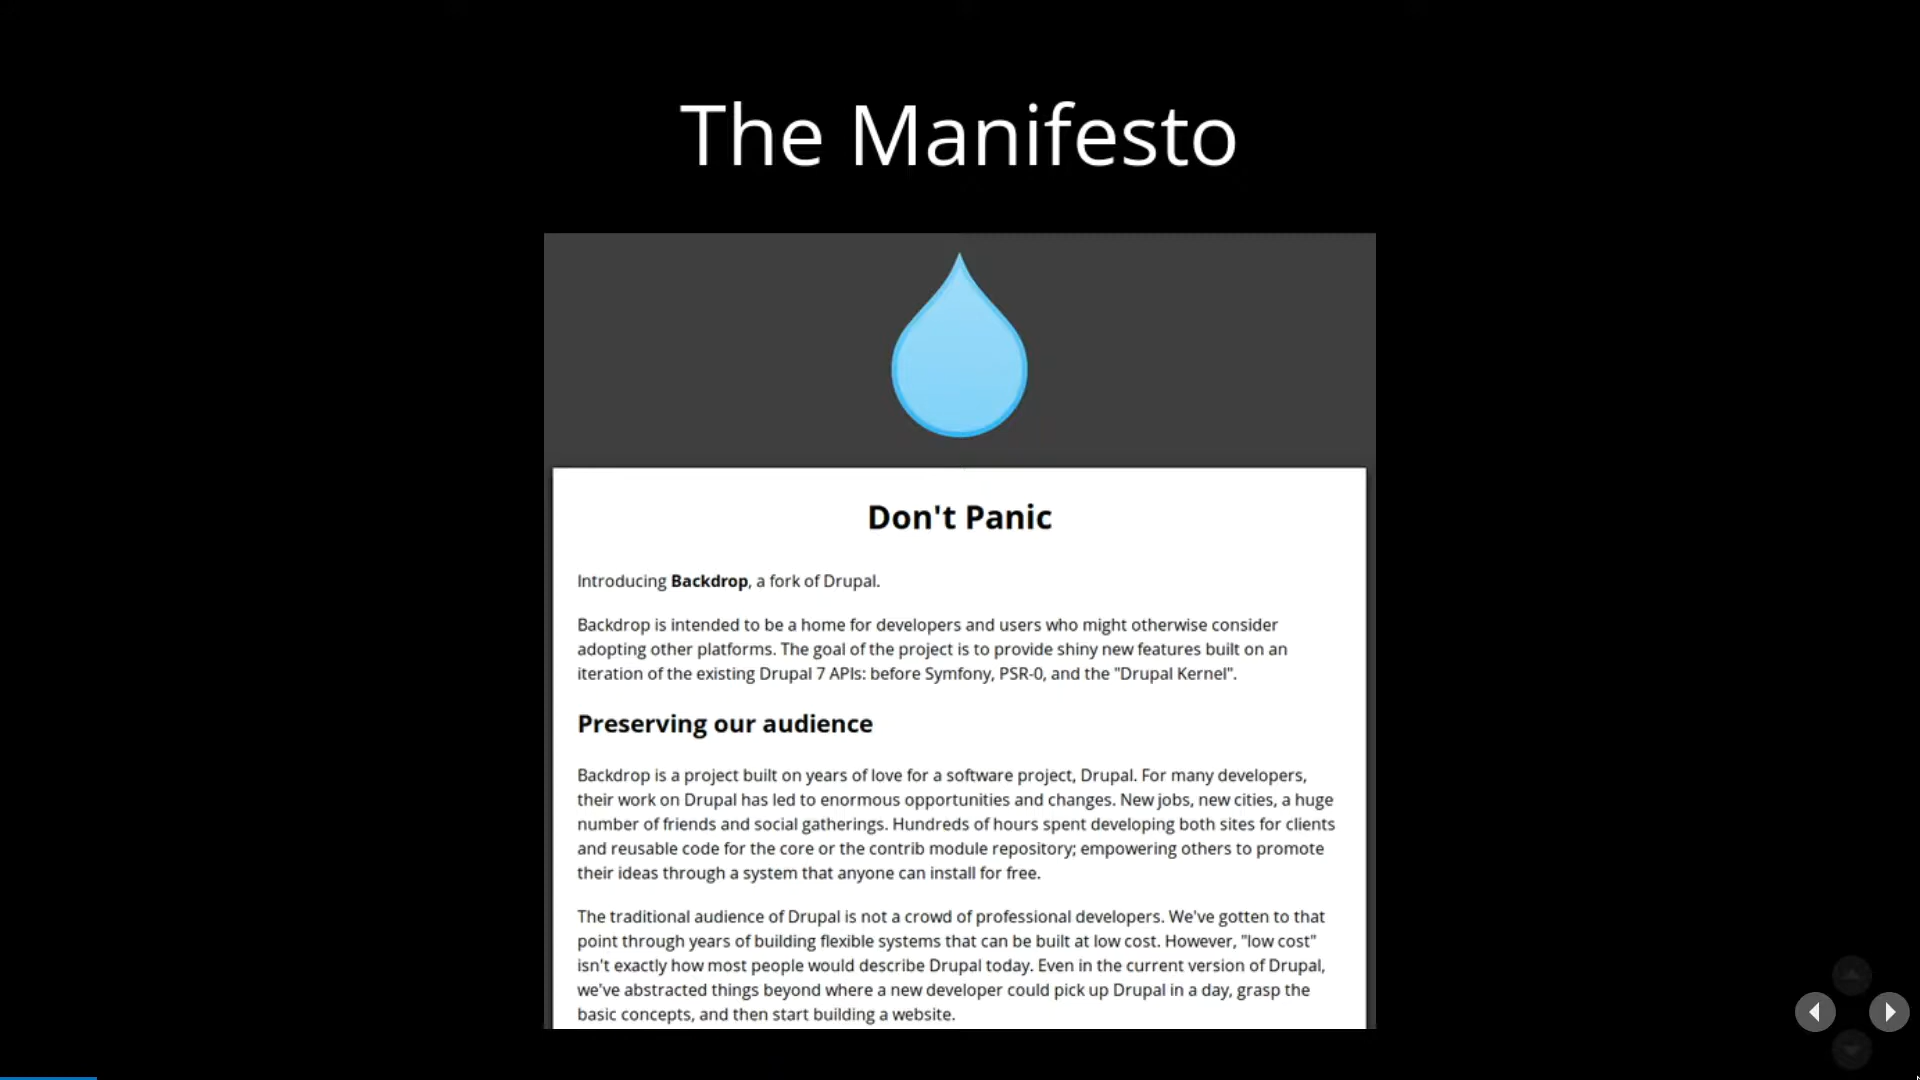 The Manifesto
Don't Panic
Introducing Backdrop, a fork of Drupal.
Backdrop is intended to be a home for developers and users who might otherwise consider
adopting other platforms. The goal of the project is to provide shiny new features built on an
iteration of the existing Drupal 7 APIs: before Symfony, PSR-0, and the "Drupal Kernel".
Preserving our audience
Backdrop is a project built on years of love for a software project, Drupal. For many developers,
their work on Drupal has led to enormous opportunities and changes. New jobs, new cities, a huge
number of friends and social gatherings. Hundreds of hours spent developing both sites for clients
and reusable code for the core or the contrib module repository; empowering others to promote
their ideas through a system that anyone can install for free.
The traditional audience of Drupal is not a crowd of professional developers. We've gotten to that
point through years of building flexible systems that can be built at low cost. However, "low cost"
isn't exactly how most people would describe Drupal today. Even in the current version of Drupal,
we've abstracted things beyond where a new developer could pick up Drupal in a day, grasp the
basic concepts, and then start building a website.